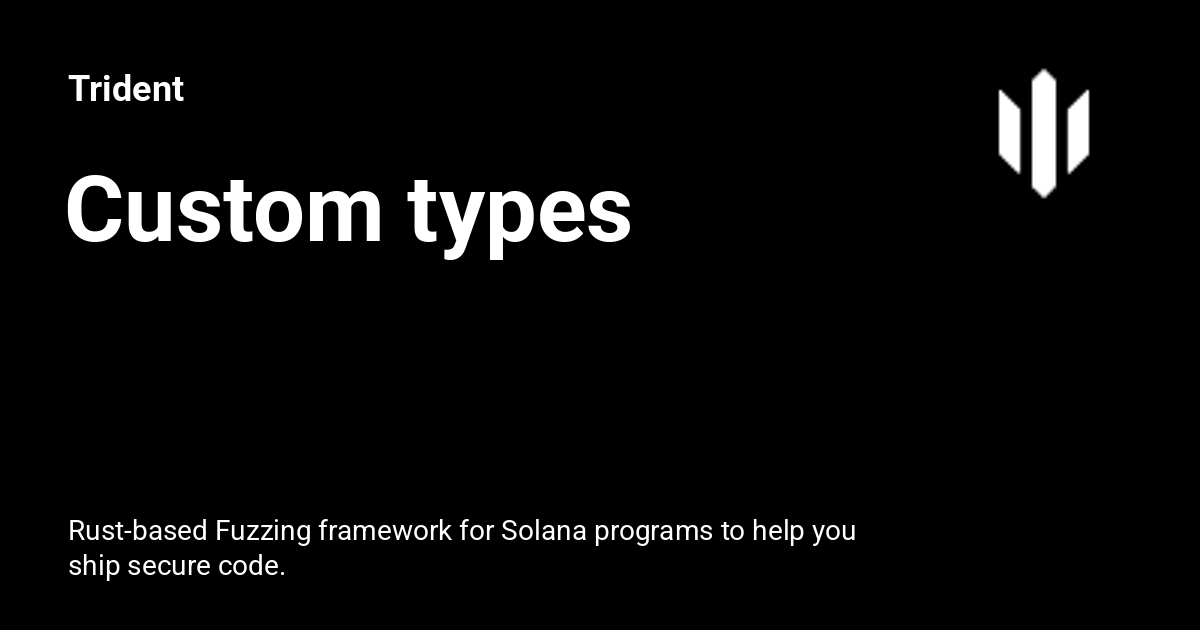 Trident
Custom types
Rust-based Fuzzing framework for Solana programs to help you
ship secure code.